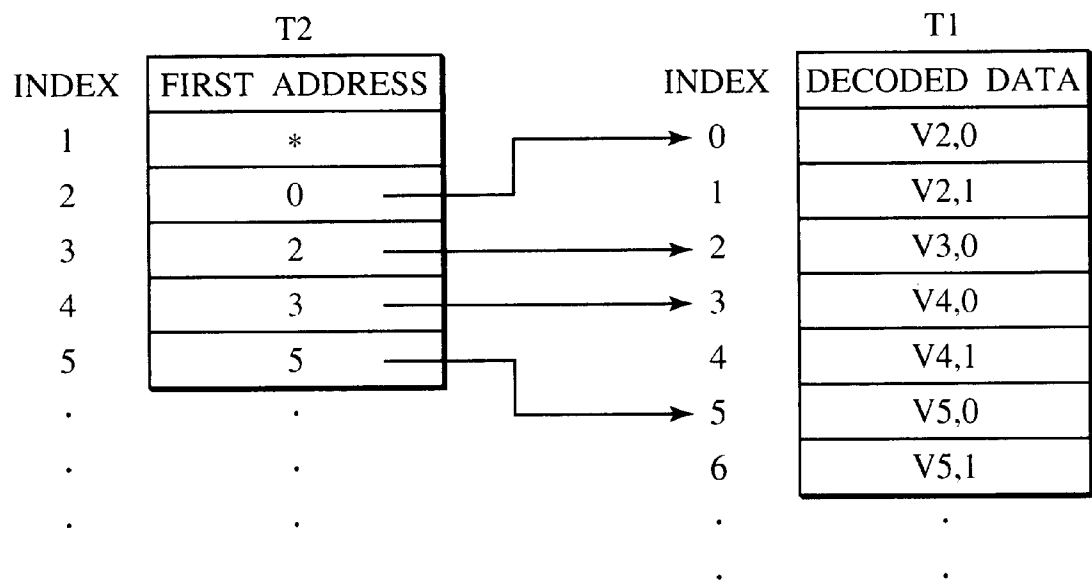 T2
INDEX FIRST ADDRESS
1 *
2 0
3 2
4 3
5 5
. .
. .
. .
T1
INDEX DECODED DATA
0 V2,0
1 V2,1
2 V3,0
3 V4,0
4 V4,1
5 V5,0
6 V5,1
. .
. .